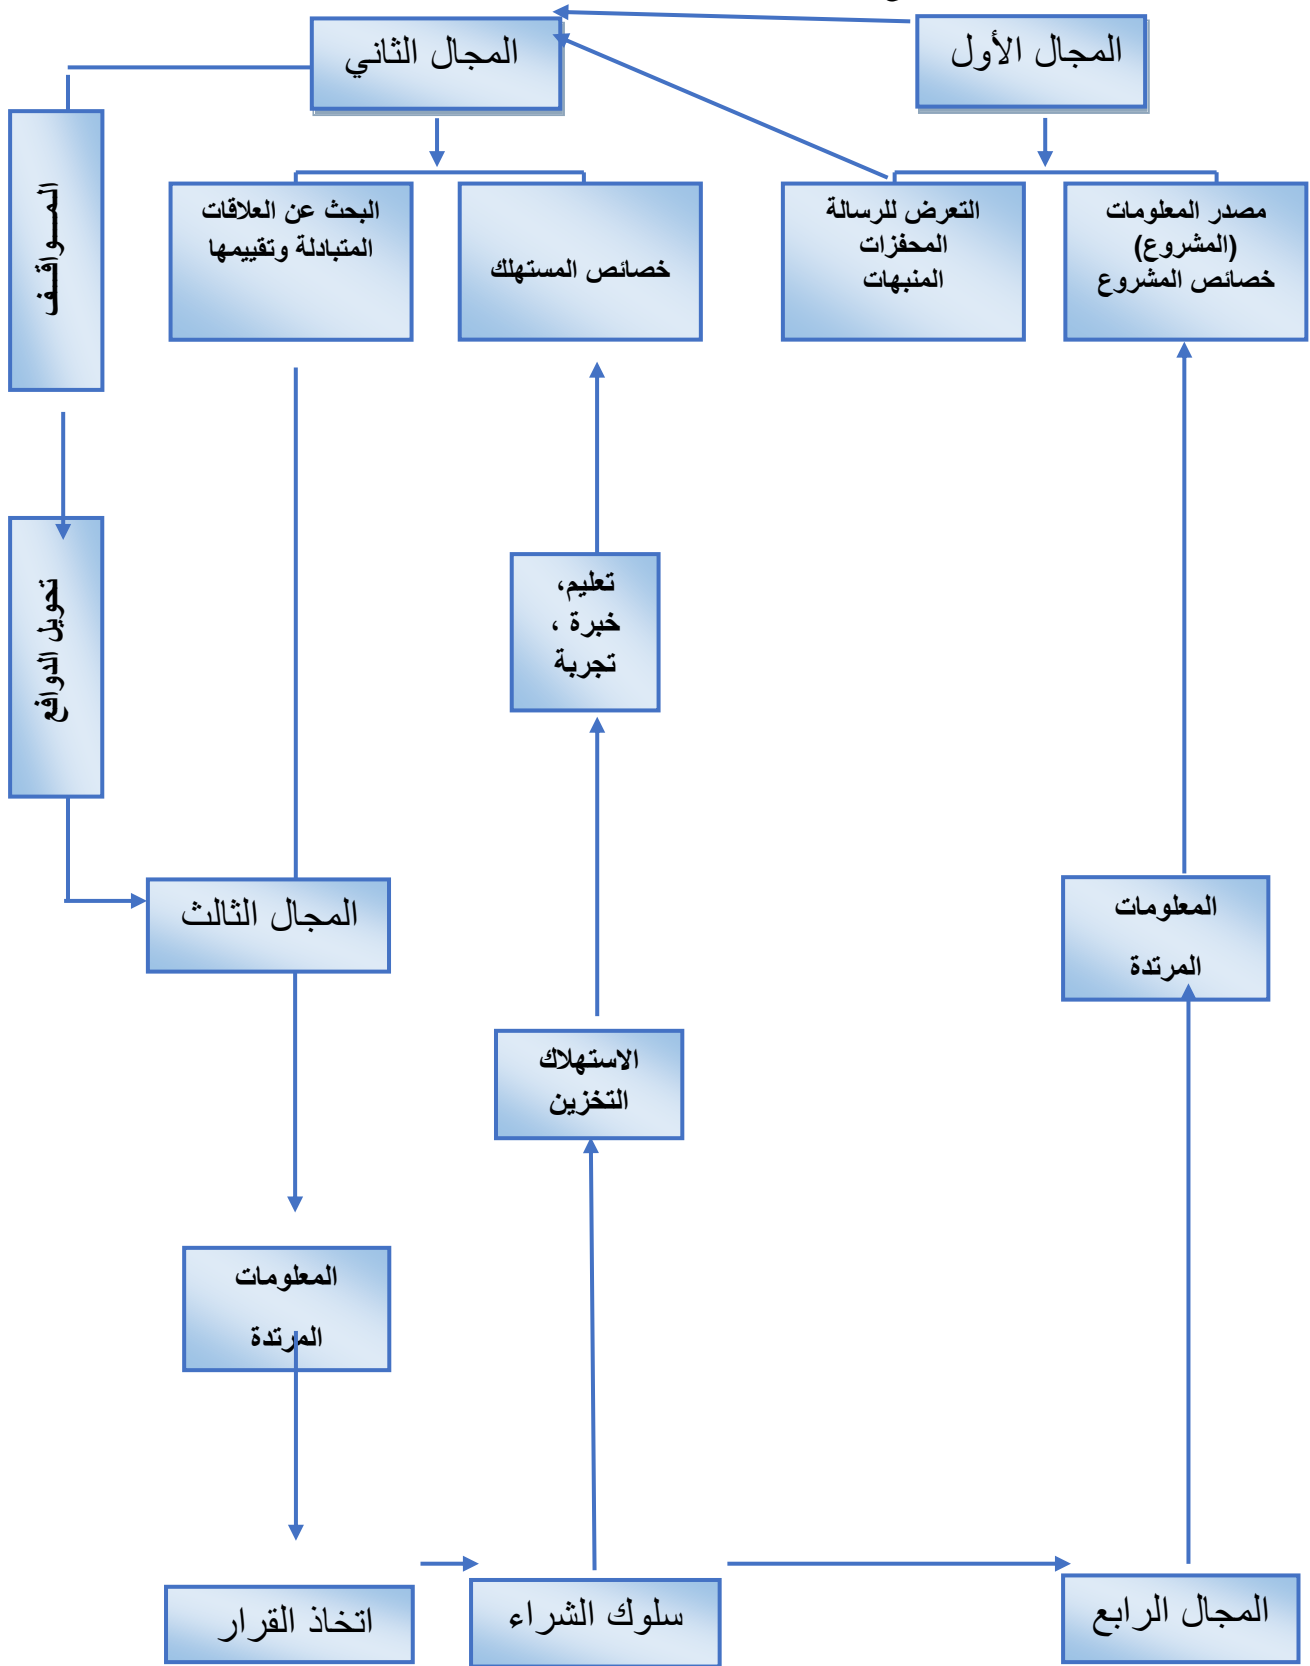 المجال الأول
المجال الثاني
مصدر المعلومات
(المشروع)
خصائص المشروع
التعرض للرسالة
المحفزات
المنبهات
خصائص المستهلك
البحث عن العلاقات
المتبادلة وتقييمها
المـــواقــف
تعليم،
خبرة ،
تجربة
تحويل الدوافع
المجال الثالث
المعلومات
المرتدة
الاستهلاك
التخزين
المعلومات
المرتدة
المجال الرابع
سلوك الشراء
اتخاذ القرار